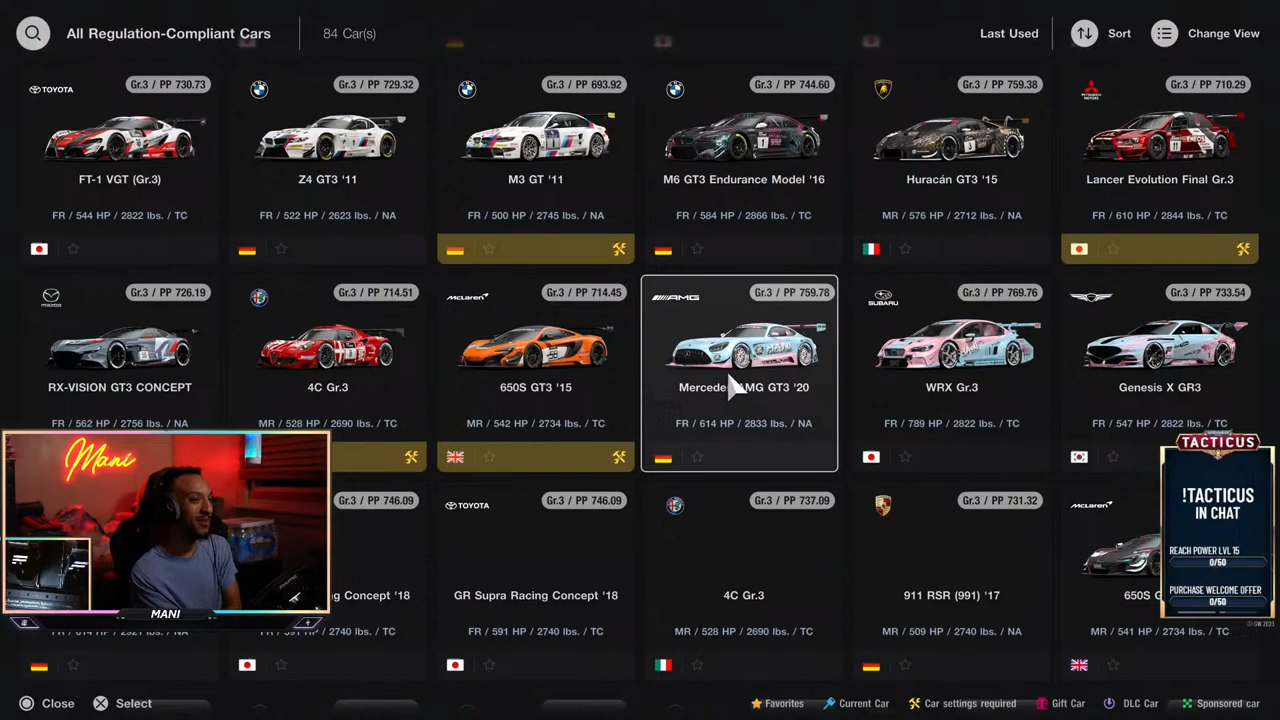 All Regulation-Compliant Cars
84 Car(s)
Last Used
Sort
Change View
TOYOTA
Gr.3 / PP 730.73
FT-1 VGT (Gr.3)
FR / 544 HP / 2822 lbs. / TC
Gr.3 / PP 729.32
Z4 GT3 '11
FR / 522 HP / 2623 lbs. / NA
Gr.3 / PP 693.92
M3 GT '11
FR / 500 HP / 2745 lbs. / NA
Gr.3 / PP 744.60
M6 GT3 Endurance Model '16
FR / 584 HP / 2866 lbs. / TC
Gr.3 / PP 759.38
Huracán GT3 '15
MR / 576 HP / 2712 lbs. / NA
Gr.3 / PP 710.29
Lancer Evolution Final Gr.3
FR / 610 HP / 2844 lbs. / TC
mazda
Gr.3 / PP 726.19
RX-VISION GT3 CONCEPT
FR / 562 HP / 2756 lbs. / NA
Gr.3 / PP 714.51
4C Gr.3
MR / 528 HP / 2690 lbs. / TC
McLaren
Gr.3 / PP 714.45
650S GT3 '15
MR / 542 HP / 2734 lbs. / TC
AMG
Gr.3 / PP 759.78
AMG GT3 '20
FR / 614 HP / 2833 lbs. / NA
SUBARU
Gr.3 / PP 769.76
WRX Gr.3
FR / 789 HP / 2822 lbs. / TC
Gr.3 / PP 733.54
Genesis X GR3
FR / 547 HP / 2822 lbs. / TC
Gr.3 / PP 746.09
Racing Concept '18
TOYOTA
Gr.3 / PP 746.09
GR Supra Racing Concept '18
FR / 591 HP / 2740 lbs. / TC
Gr.3 / PP 737.09
4C Gr.3
MR / 528 HP / 2690 lbs. / TC
Gr.3 / PP 731.32
911 RSR (991) '17
MR / 509 HP / 2740 lbs. / NA
McLaren
650S
MR / 541 HP / 2734 lbs. / TC
Mani
MANI
TACTICUS
!TACTICUS
IN CHAT
REACH POWER LVL 15
0/50
PURCHASE WELCOME OFFER
0/50
© GW 2023
Close
Select
Favorites
Current Car
Car settings required
Gift Car
DLC Car
Sponsored car